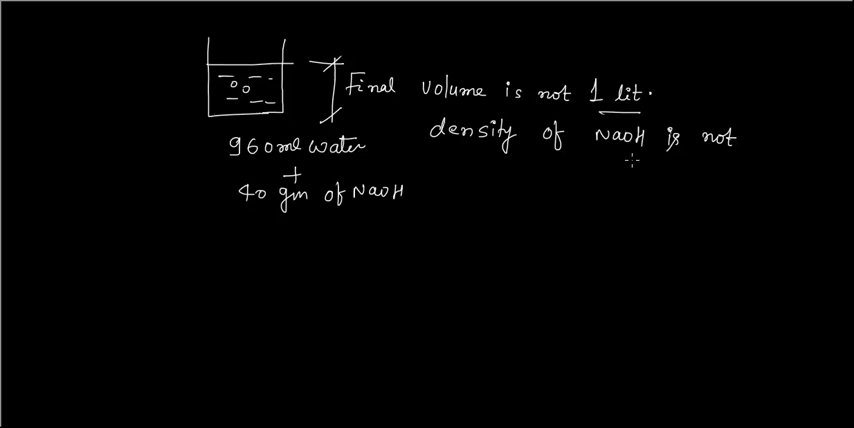 Final volume is not 1 lit.
density of NaOH is not
960 ml water
+
40 gm of NaOH